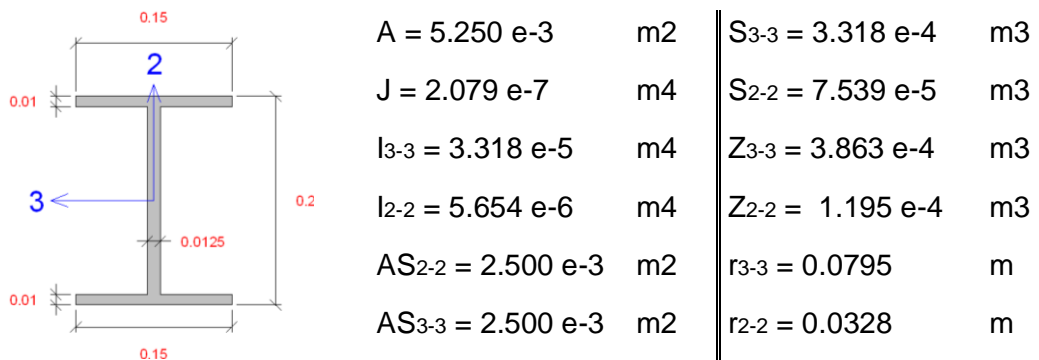 0.15
2
0.01
3
0.2
0.0125
0.01
0.15
A = 5.250 e-3 m2
J = 2.079 e-7 m4
I3-3 = 3.318 e-5 m4
I2-2 = 5.654 e-6 m4
AS2-2 = 2.500 e-3 m2
AS3-3 = 2.500 e-3 m2
S3-3 = 3.318 e-4 m3
S2-2 = 7.539 e-5 m3
Z3-3 = 3.863 e-4 m3
Z2-2 = 1.195 e-4 m3
r3-3 = 0.0795 m
r2-2 = 0.0328 m